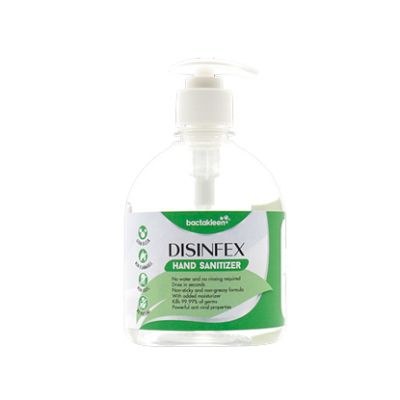 bactakleen
DISINFEX
HAND SANITIZER
No water and no rinsing required
Dries in seconds
Non-sticky and non-greasy formula
With added moisturizer
Kills 99.99% of germs
Powerful anti viral properties